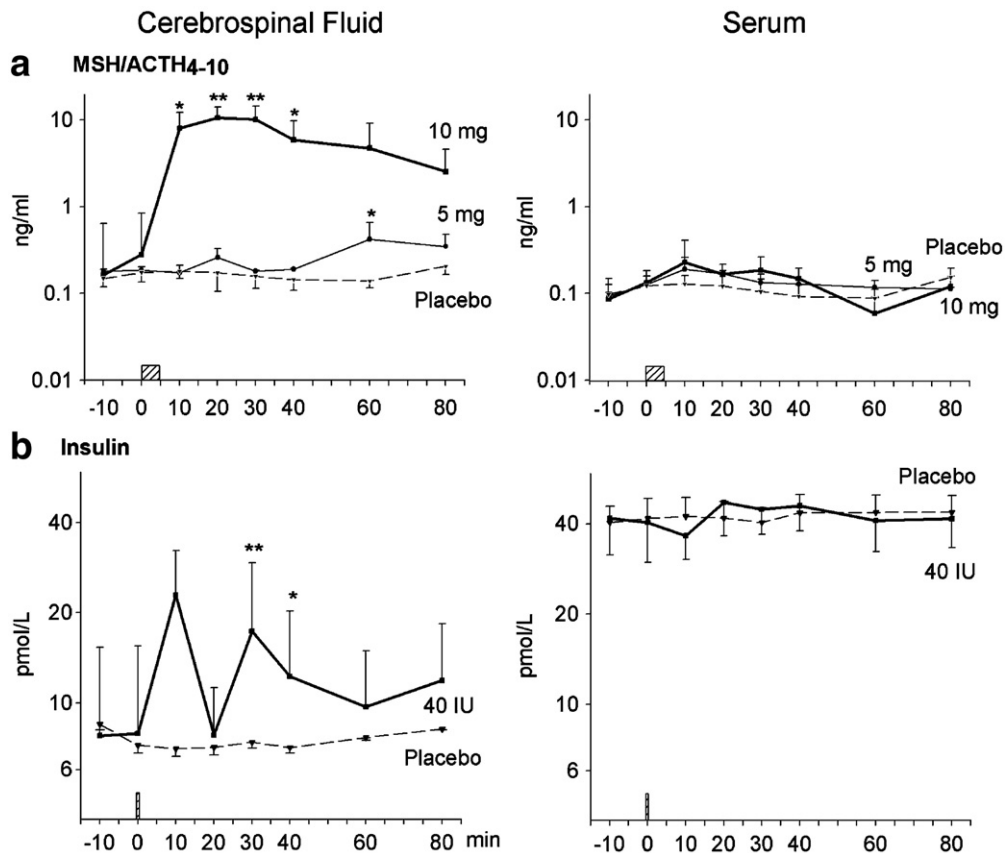 Cerebrospinal Fluid
Serum
a MSH/ACTH4-10
ng/ml
10
1
0.1
0.01
* ** ** * *
10 mg
5 mg
Placebo
-10 0 10 20 30 40 60 80
ng/ml
10
1
0.1
0.01
Placebo
5 mg
10 mg
-10 0 10 20 30 40 60 80
b Insulin
pmol/L
40
20
10
6
** *
40 IU
Placebo
-10 0 10 20 30 40 60 80 min
pmol/L
40
20
10
6
Placebo
40 IU
-10 0 10 20 30 40 60 80